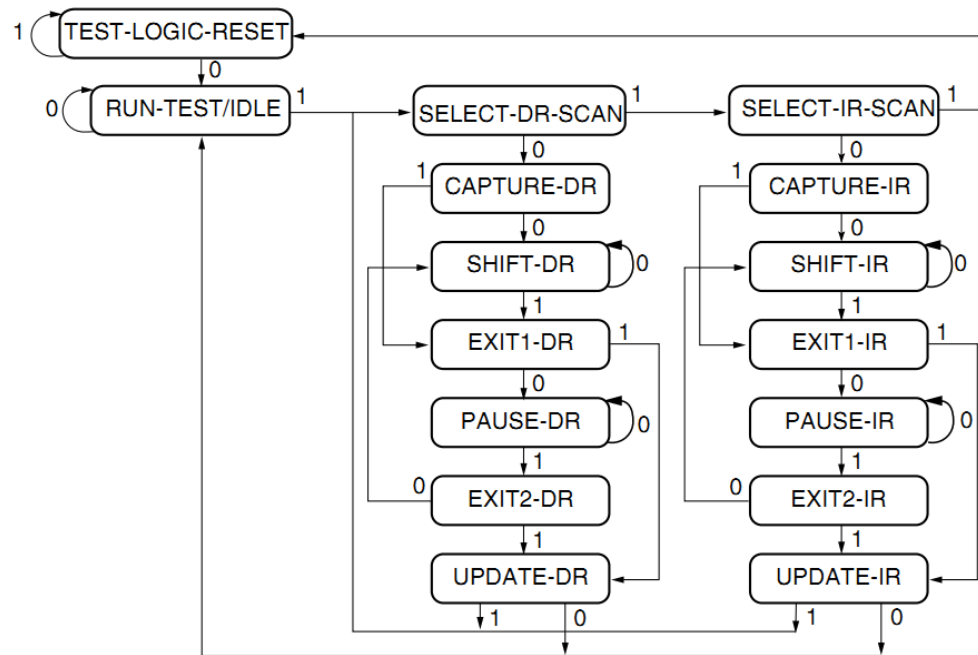 1 TEST-LOGIC-RESET
0
0 RUN-TEST/IDLE 1 SELECT-DR-SCAN 1 SELECT-IR-SCAN 1
0 0
1 CAPTURE-DR 1 CAPTURE-IR
0 0
SHIFT-DR 0 SHIFT-IR 0
1 1
EXIT1-DR 1 EXIT1-IR 1
0 0
PAUSE-DR 0 PAUSE-IR 0
1 1
0 EXIT2-DR 0 EXIT2-IR
1 1
UPDATE-DR UPDATE-IR
1 0 1 0